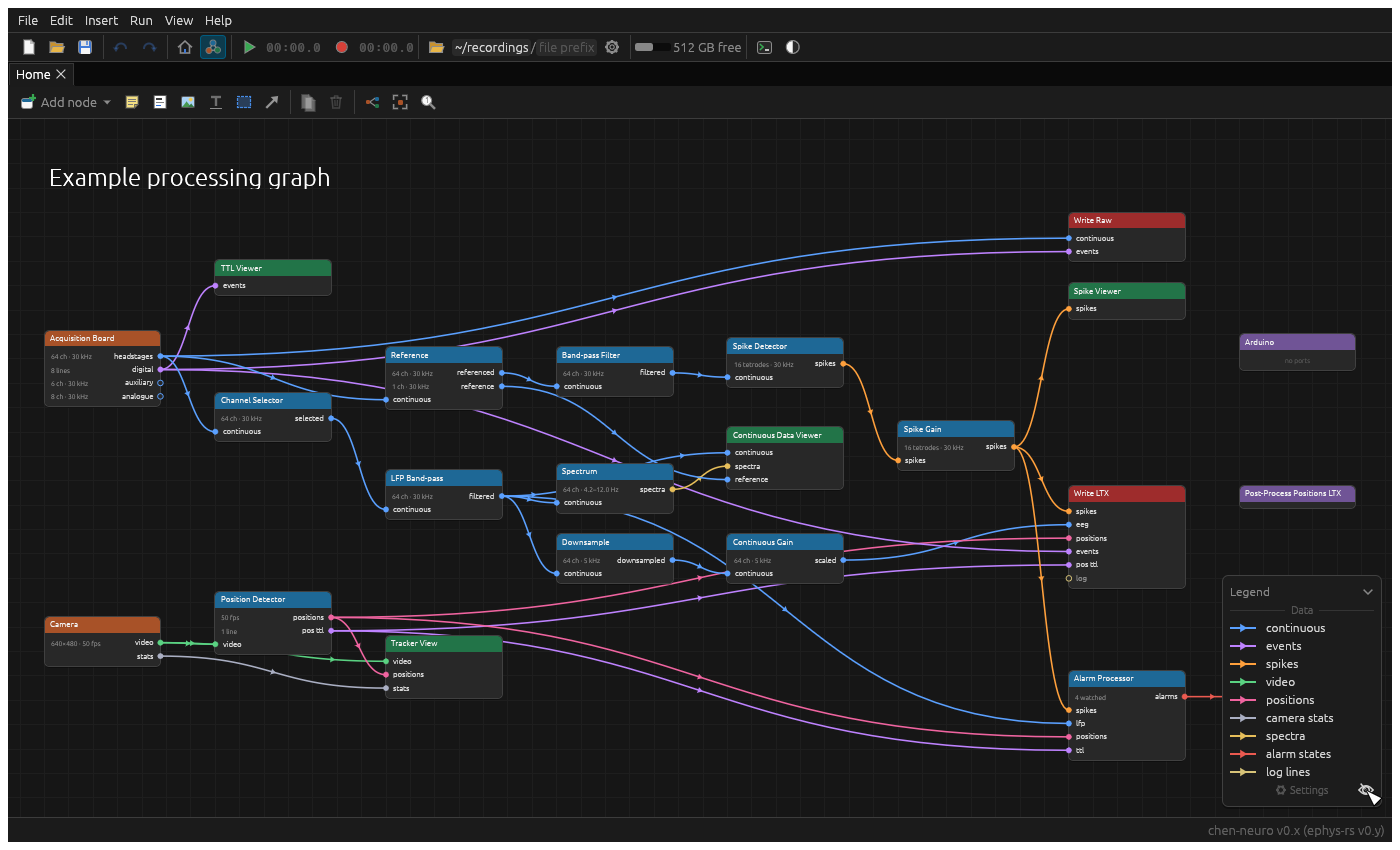 File Edit Insert Run View Help
00:00.0 00:00.0 ~/recordings/file prefix 512 GB free
Home
Add node
Example processing graph
Write Raw
continuous
events
TTL Viewer
events
Spike Viewer
spikes
Acquisition Board
64 ch · 30 kHz headstages
8 lines digital
6 ch · 30 kHz auxiliary
8 ch · 30 kHz analogue
Reference
64 ch · 30 kHz referenced
1 ch · 30 kHz reference
continuous
Band-pass Filter
64 ch · 30 kHz filtered
continuous
Spike Detector
16 tetrodes · 30 kHz spikes
continuous
Arduino
no ports
Channel Selector
64 ch · 30 kHz selected
continuous
Continuous Data Viewer
continuous
spectra
reference
Spike Gain
16 tetrodes · 30 kHz spikes
spikes
LFP Band-pass
64 ch · 30 kHz filtered
continuous
Spectrum
64 ch · 4.2–12.0 Hz spectra
continuous
Write LTX
spikes
eeg
positions
events
pos ttl
log
Post-Process Positions LTX
Downsample
64 ch · 5 kHz downsampled
continuous
Continuous Gain
64 ch · 5 kHz scaled
continuous
Position Detector
50 fps positions
1 line pos ttl
video
Camera
640×480 · 50 fps video
stats
Tracker View
video
positions
stats
Alarm Processor
4 watched alarms
spikes
lfp
positions
ttl
Legend
Data
continuous
events
spikes
video
positions
camera stats
spectra
alarm states
log lines
Settings
chen-neuro v0.x (ephys-rs v0.y)